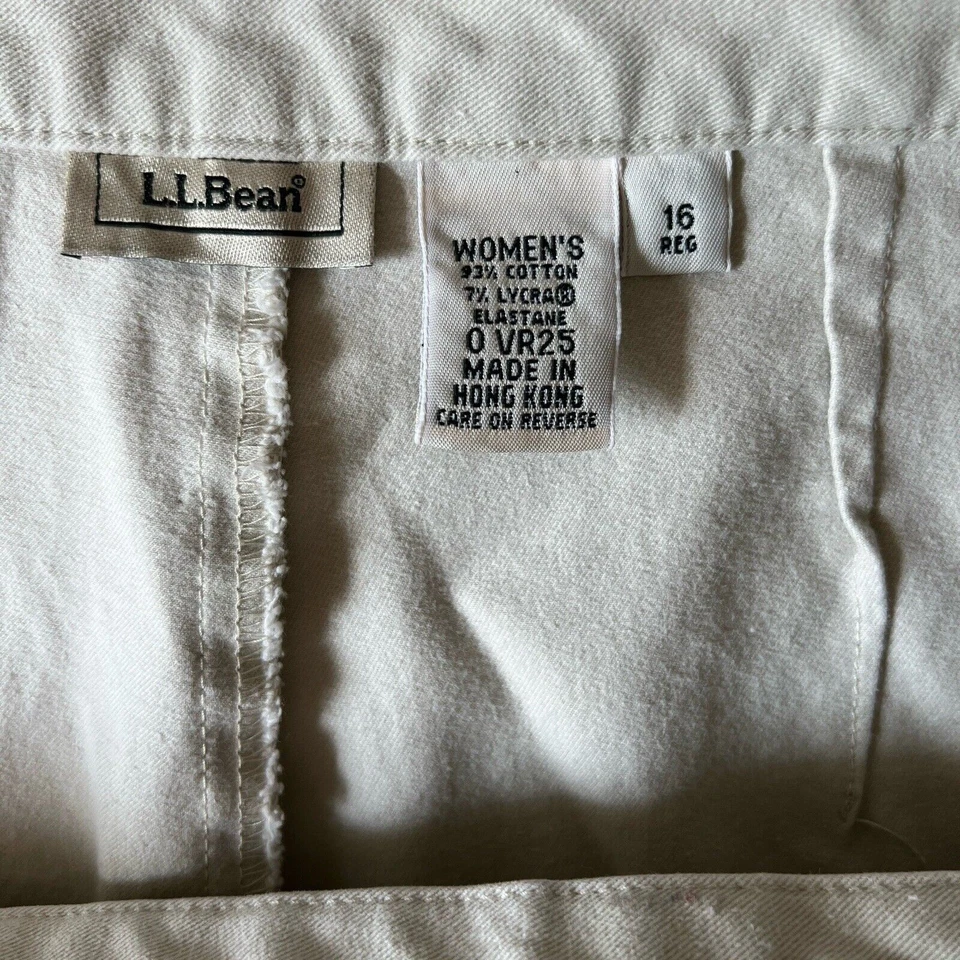 L.L.Bean®
WOMEN'S
93% COTTON
7% LYCRA®
ELASTANE
0 VR25
MADE IN
HONG KONG
CARE ON REVERSE
16
REG